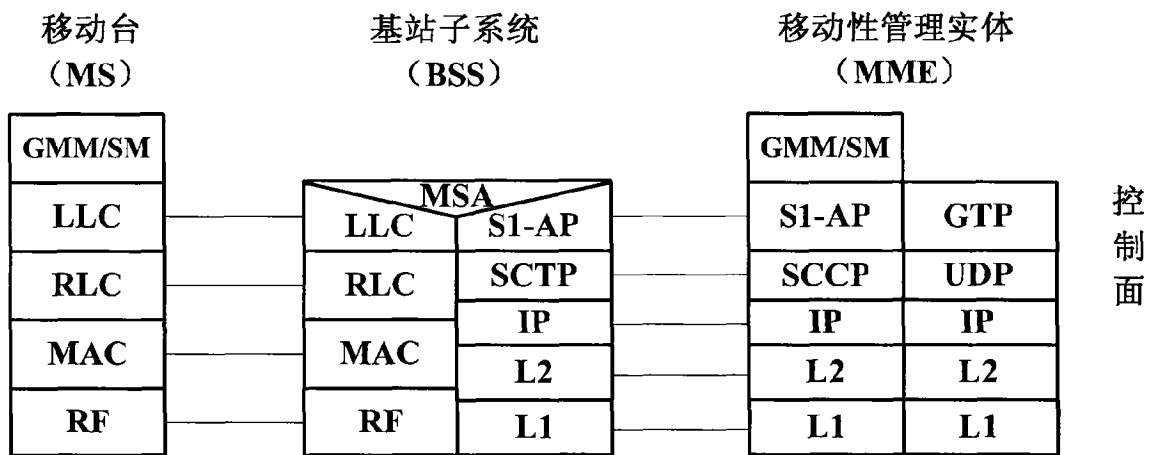 移动台
（MS）
基站子系统
（BSS）
移动性管理实体
（MME）
GMM/SM
LLC
RLC
MAC
RF
MSA
LLC
RLC
MAC
RF
S1-AP
SCTP
IP
L2
L1
GMM/SM
S1-AP
SCCP
IP
L2
L1
GTP
UDP
IP
L2
L1
控
制
面